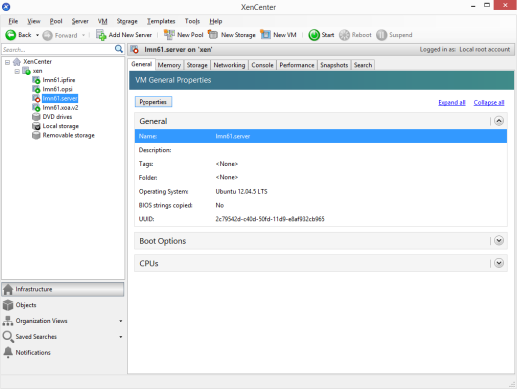 XenCenter
File View Pool Server VM Storage Templates Tools Help
Back Forward Add New Server New Pool New Storage New VM Start Reboot Suspend
Search...
lmn61.server on 'xen'
Logged in as: Local root account
XenCenter
xen
lmn61.ipfire
lmn61.opsi
lmn61.server
lmn61.xoa.v2
DVD drives
Local storage
Removable storage
General Memory Storage Networking Console Performance Snapshots Search
VM General Properties
Properties
Expand all Collapse all
General
Name: lmn61.server
Description:
Tags: <None>
Folder: <None>
Operating System: Ubuntu 12.04.5 LTS
BIOS strings copied: No
UUID: 2c79542d-c40d-50fd-11d9-e8af932cb965
Boot Options
CPUs
Infrastructure
Objects
Organization Views
Saved Searches
Notifications